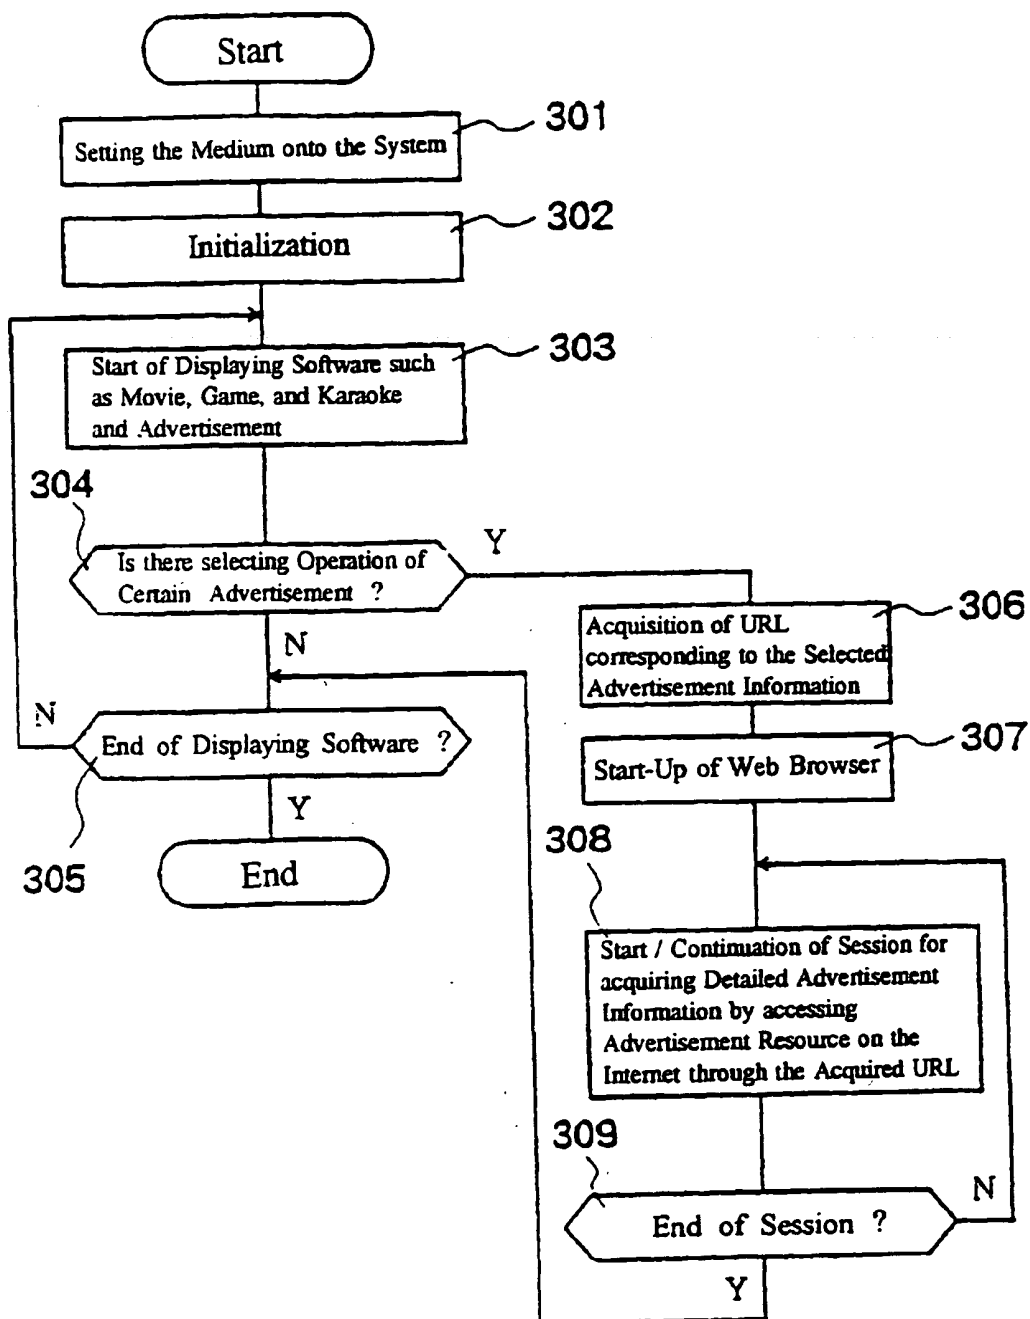 Start
301
Setting the Medium onto the System
302
Initialization
303
Start of Displaying Software such
as Movie, Game, and Karaoke
and Advertisement
304
Is there selecting Operation of
Certain Advertisement ?
Y
N
306
Acquisition of URL
corresponding to the Selected
Advertisement Information
N
End of Displaying Software ?
305
Y
End
307
Start-Up of Web Browser
308
Start / Continuation of Session for
acquiring Detailed Advertisement
Information by accessing
Advertisement Resource on the
Internet through the Acquired URL
309
End of Session ?
N
Y